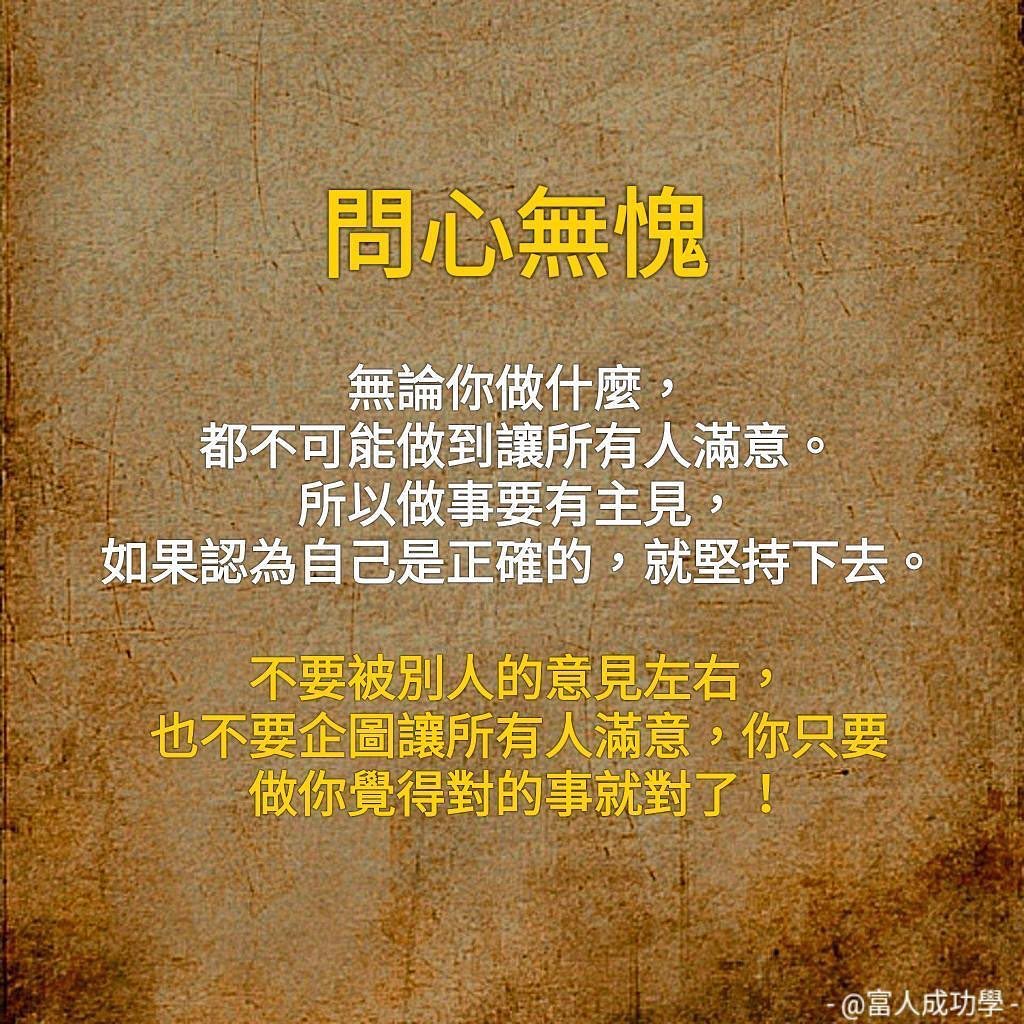 問心無愧
無論你做什麼，
都不可能做到讓所有人滿意。
所以做事要有主見，
如果認為自己是正確的，就堅持下去。
不要被別人的意見左右，
也不要企圖讓所有人滿意，你只要
做你覺得對的事就對了！
- @富人成功學 -